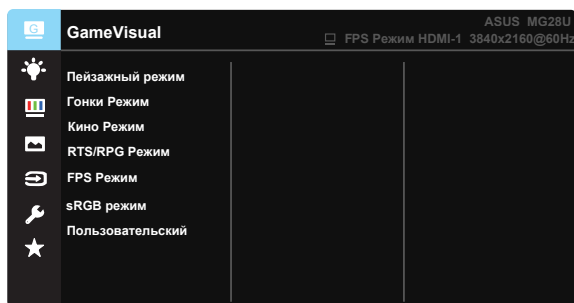 G
GameVisual
ASUS MG28U
FPS Режим HDMI-1 3840x2160@60Hz
Пейзажный режим
Гонки Режим
Кино Режим
RTS/RPG Режим
FPS Режим
sRGB режим
Пользовательский